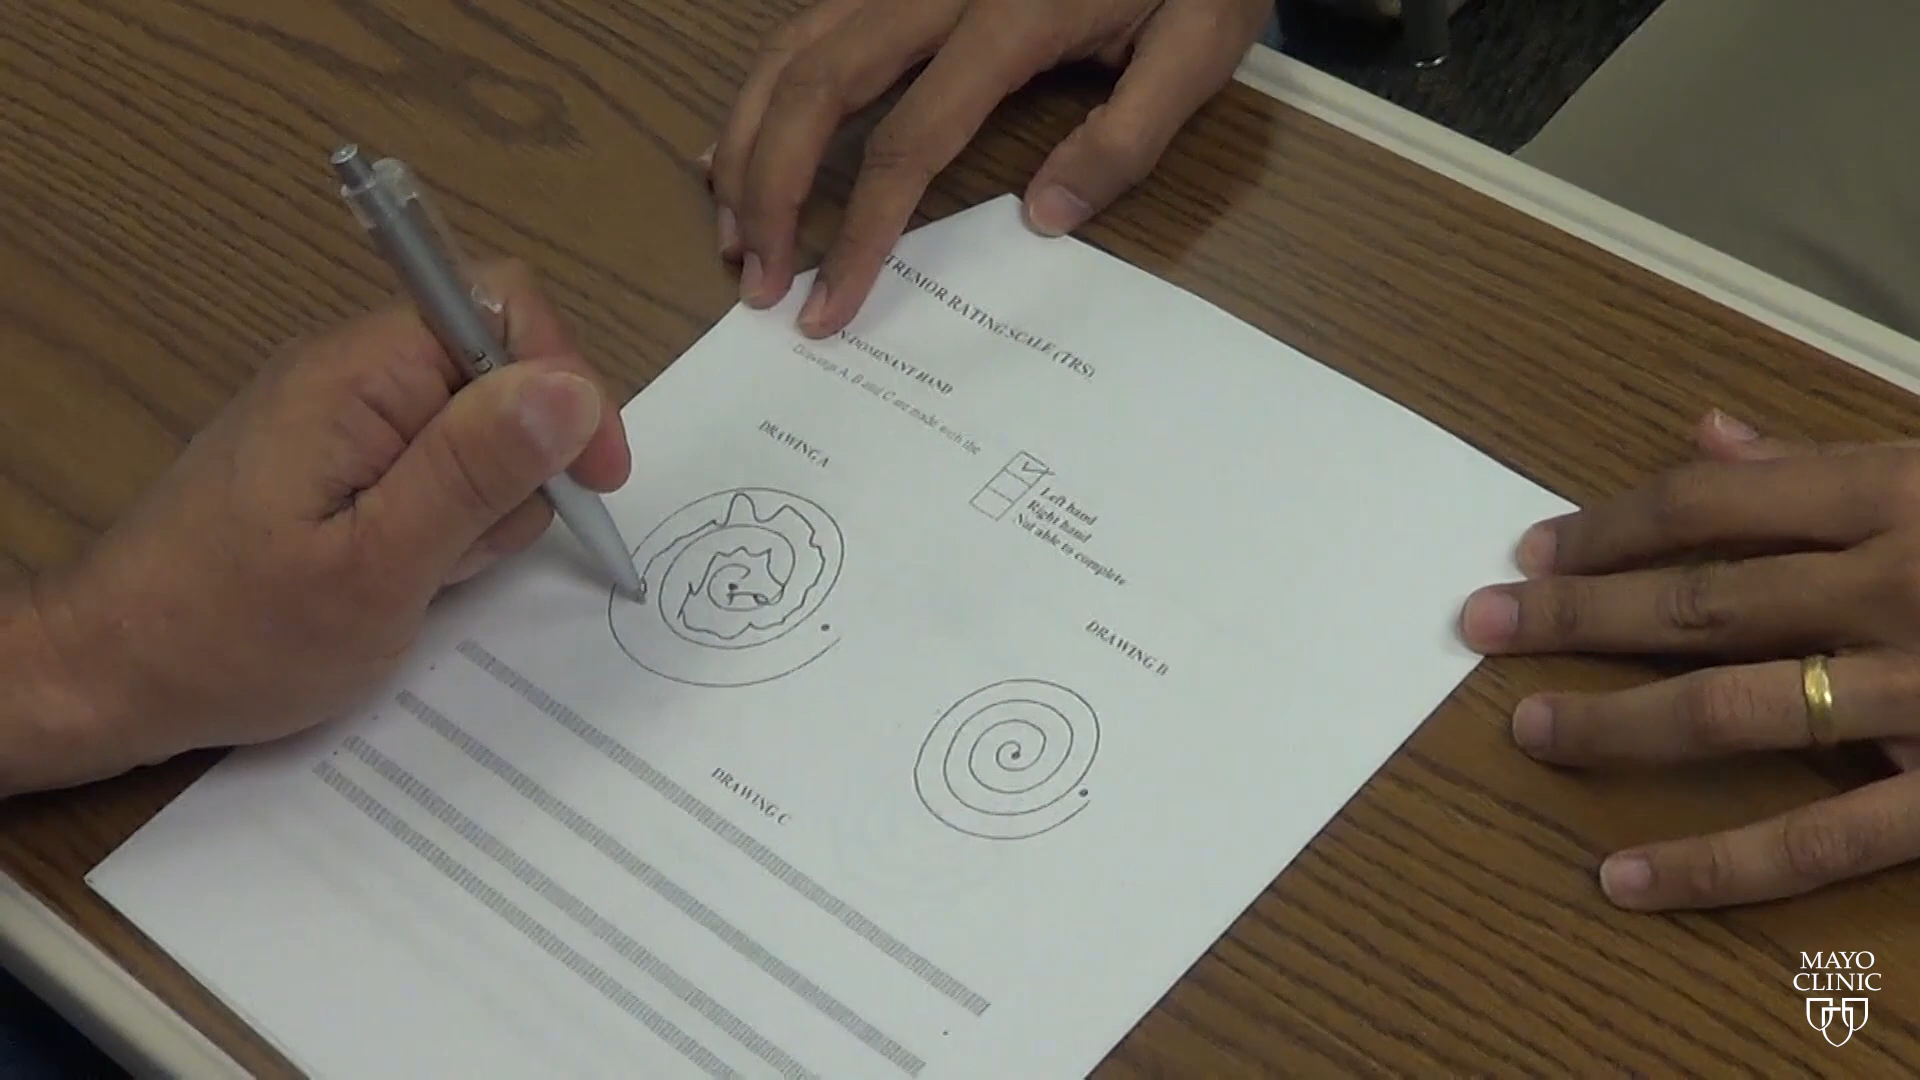 TREMOR RATING SCALE (TRS)
N-DOMINANT HAND
Drawings A, B and C are made with the
Left hand
Right hand
Not able to complete
DRAWING A
DRAWING B
DRAWING C
MAYO
CLINIC